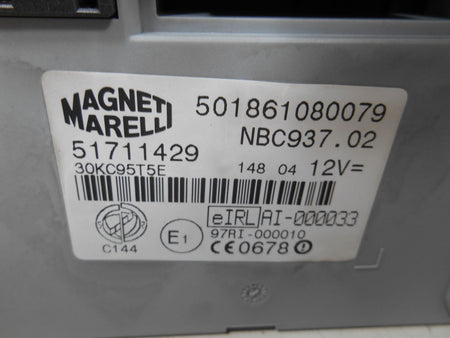 MAGNETI
MARELLI
501861080079
NBC937.02
51711429
30KC95T5E
148 04 12V=
eIRL AI-000033
E1
97RI-000010
CE0678
C144